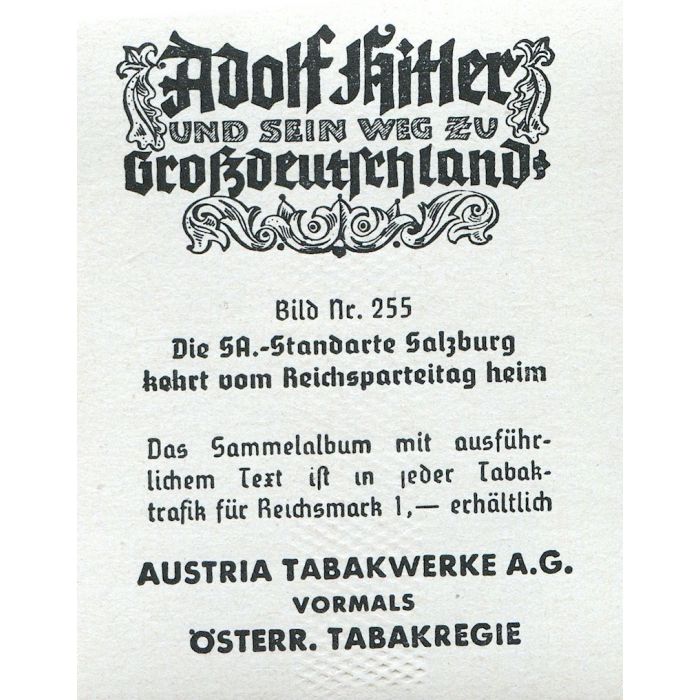 Adolf Hitler
UND SEIN WEG ZU
Großdeutschland
Bild Nr. 255
Die SA.-Standarte Salzburg
kehrt vom Reichsparteitag heim
Das Sammelalbum mit ausführ-
lichem Text ist in jeder Tabak-
trafik für Reichsmark 1,— erhältlich
AUSTRIA TABAKWERKE A.G.
VORMALS
ÖSTERR. TABAKREGIE